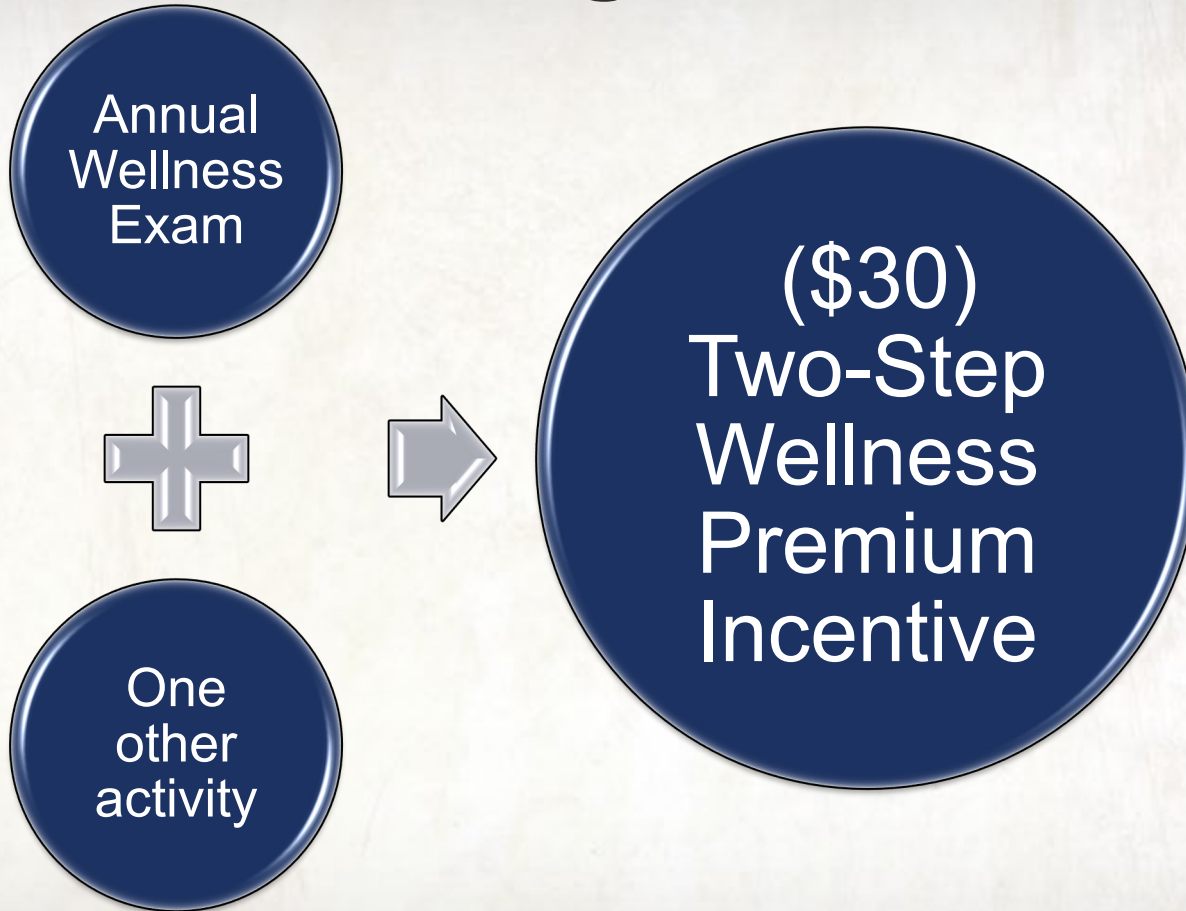 Annual
Wellness
Exam
($30)
Two-Step
Wellness
Premium
Incentive
One
other
activity